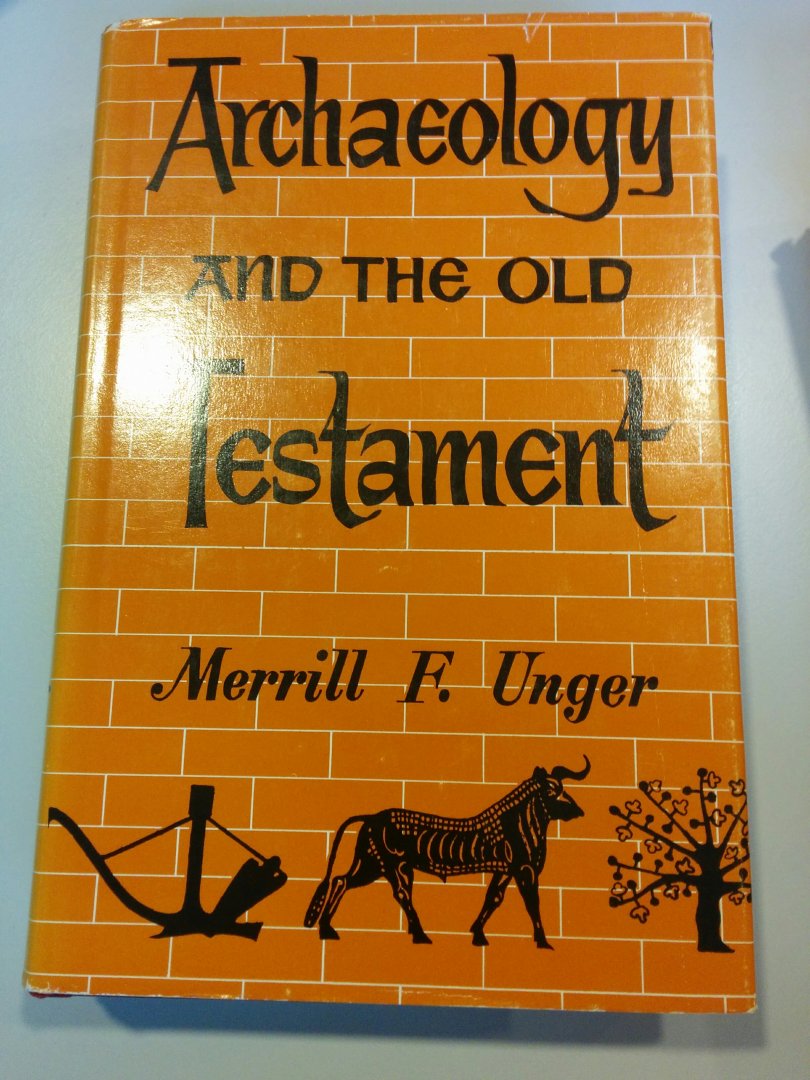 Archaeology
AND THE OLD
Testament
Merrill F. Unger